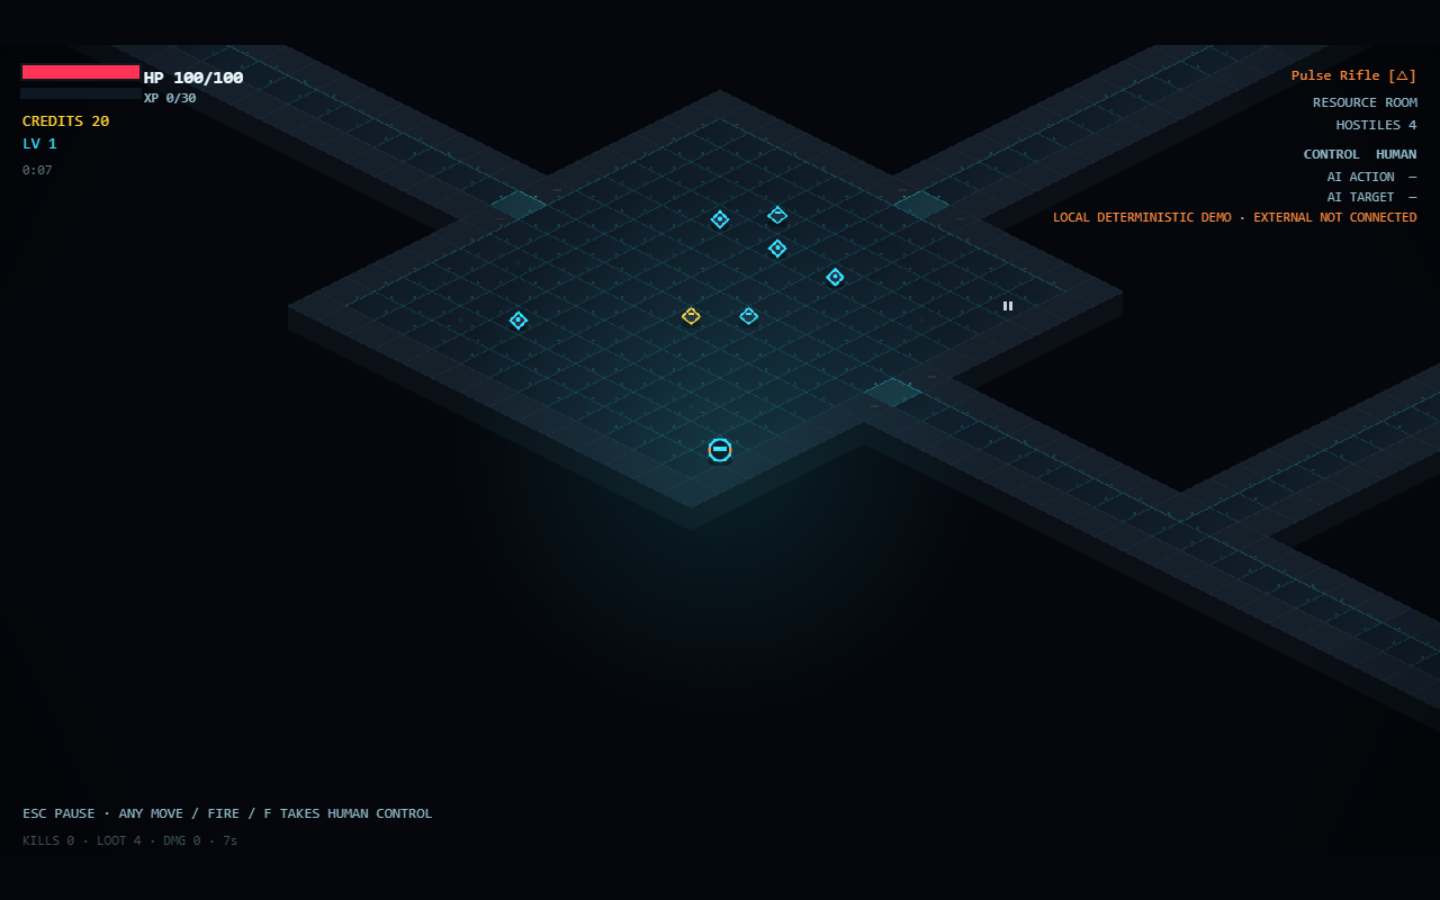 HP 100/100
XP 0/30
CREDITS 20
LV 1
0:07
Pulse Rifle [△]
RESOURCE ROOM
HOSTILES 4
CONTROL HUMAN
AI ACTION —
AI TARGET —
LOCAL DETERMINISTIC DEMO · EXTERNAL NOT CONNECTED
ESC PAUSE · ANY MOVE / FIRE / F TAKES HUMAN CONTROL
KILLS 0 · LOOT 4 · DMG 0 · 7s